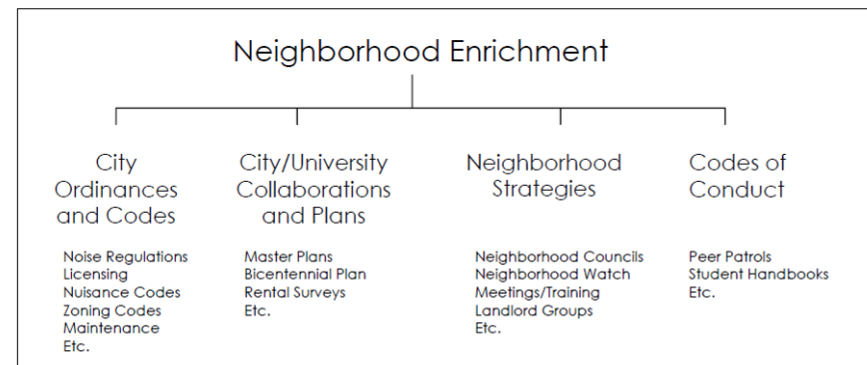 Neighborhood Enrichment
City
Ordinances
and Codes
Noise Regulations
Licensing
Nuisance Codes
Zoning Codes
Maintenance
Etc.
City/University
Collaborations
and Plans
Master Plans
Bicentennial Plan
Rental Surveys
Etc.
Neighborhood
Strategies
Neighborhood Councils
Neighborhood Watch
Meetings/Training
Landlord Groups
Etc.
Codes of
Conduct
Peer Patrols
Student Handbooks
Etc.